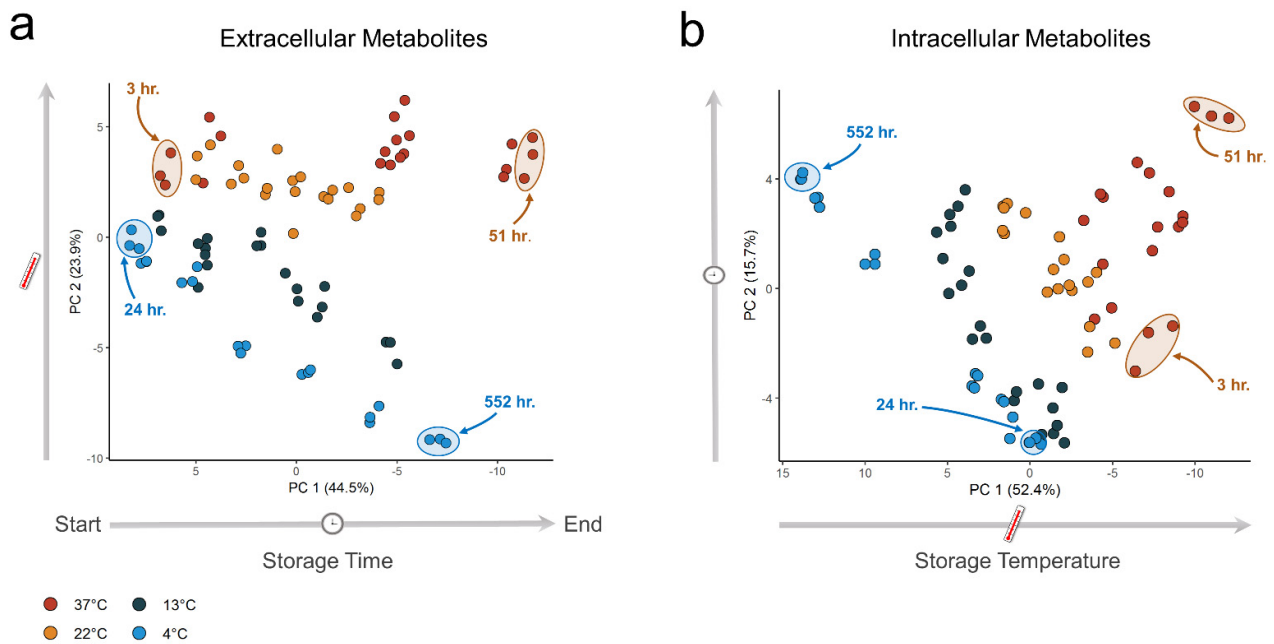 a
Extracellular Metabolites
3 hr.
24 hr.
51 hr.
552 hr.
5
0
-5
-10
PC 2 (23.9%)
5
0
-5
-10
PC 1 (44.5%)
Start
End
Storage Time
b
Intracellular Metabolites
552 hr.
51 hr.
24 hr.
3 hr.
4
0
-4
PC 2 (15.7%)
15
10
5
0
-5
-10
PC 1 (52.4%)
Storage Temperature
37°C
13°C
22°C
4°C